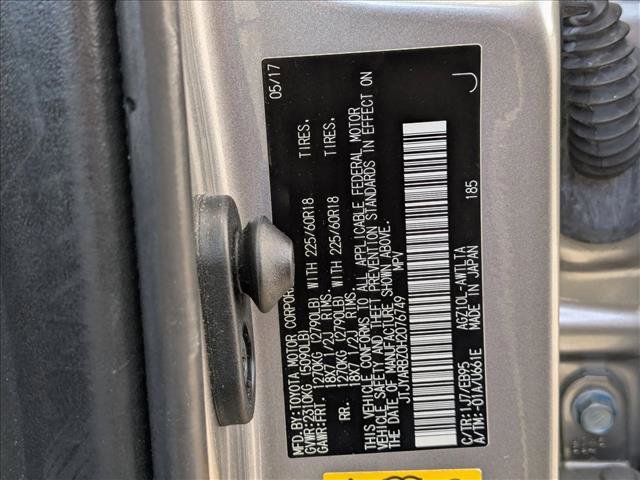 05/17
MFD.BY:TOYOTA MOTOR CORPOR
GVWR:2310KG (5090LB)
GAWR:FRT. 1270KG (2790LB) WITH 225/60R18 TIRES.
18X7 1/2J RIMS.
RR. 1270KG (2790LB) WITH 225/60R18 TIRES.
18X7 1/2J RIMS.
THIS VEHICLE CONFORMS TO ALL APPLICABLE FEDERAL MOTOR
VEHICLE SAFETY AND THEFT PREVENTION STANDARDS IN EFFECT ON
THE DATE OF MANUFACTURE SHOWN ABOVE.
JTJYARBZ0H2076749 MPV
C/TR:1J7/EB95 AGZ10L-AWTLTA
A/TM:-01A/U661E MADE IN JAPAN 185
J